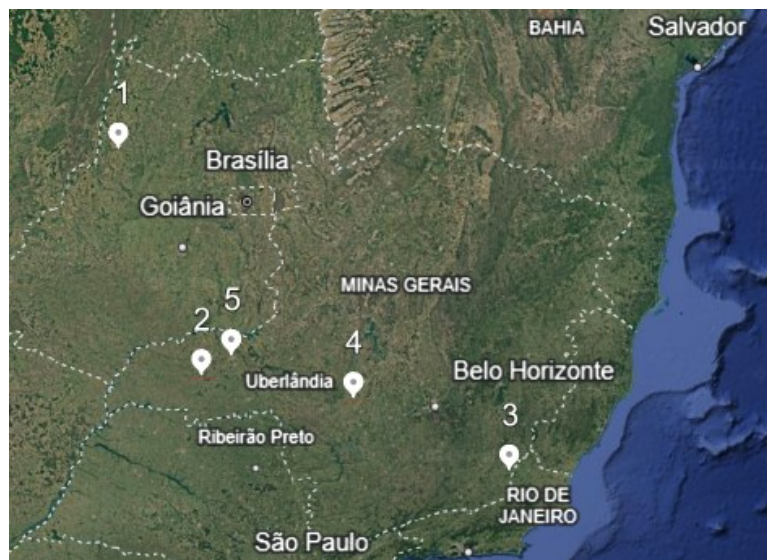 BAHIA
Salvador
1
Brasília
Goiânia
MINAS GERAIS
5
2
4
Uberlândia
Belo Horizonte
3
Ribeirão Preto
RIO DE
JANEIRO
São Paulo